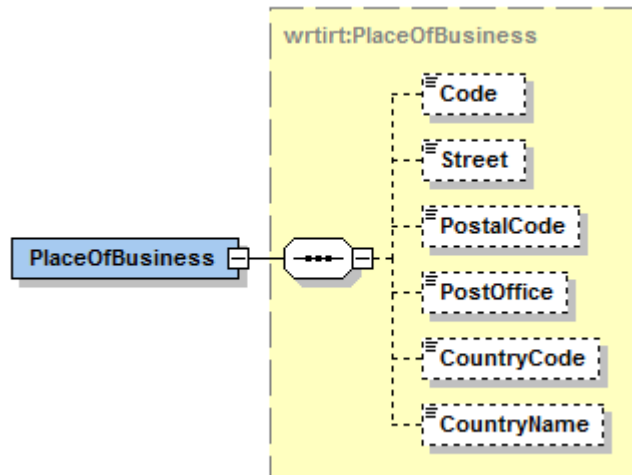 wrtirt:PlaceOfBusiness
Code
Street
PostalCode
PlaceOfBusiness
PostOffice
CountryCode
CountryName